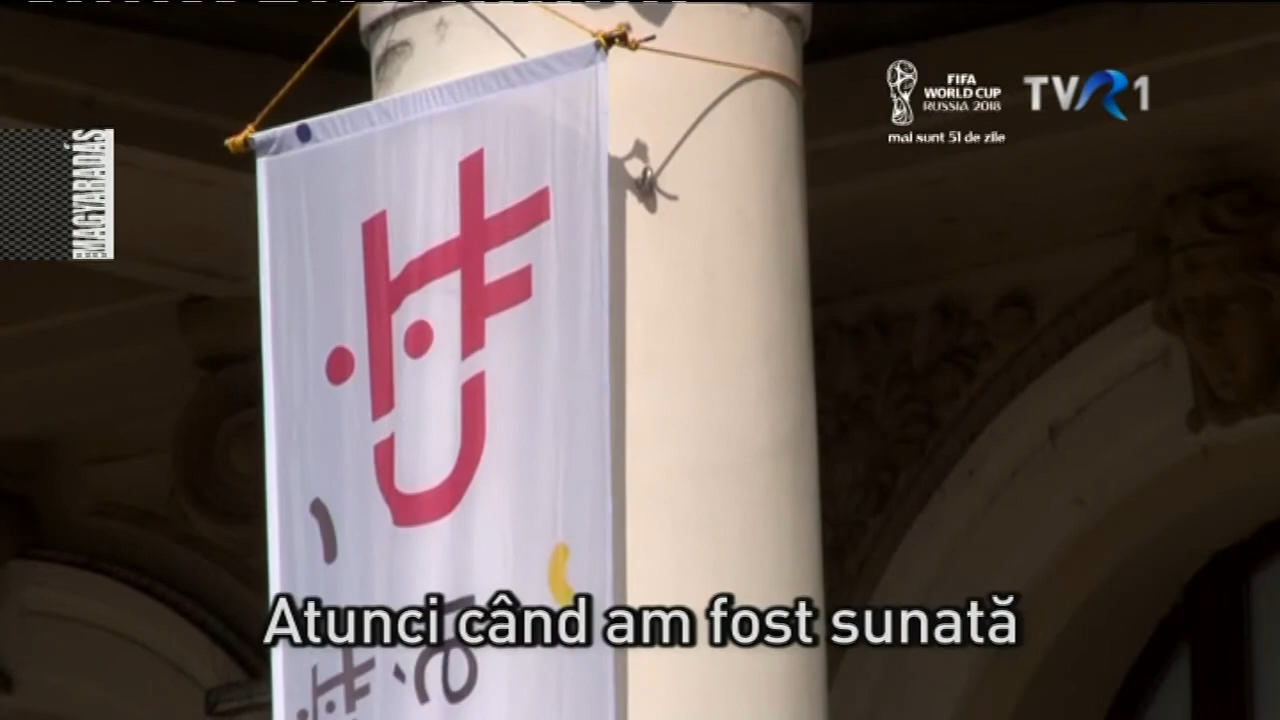 FIFA
WORLD CUP
RUSSIA 2018
mai sunt 51 de zile
TVR1
MAGYARADÁS
Atunci când am fost sunată